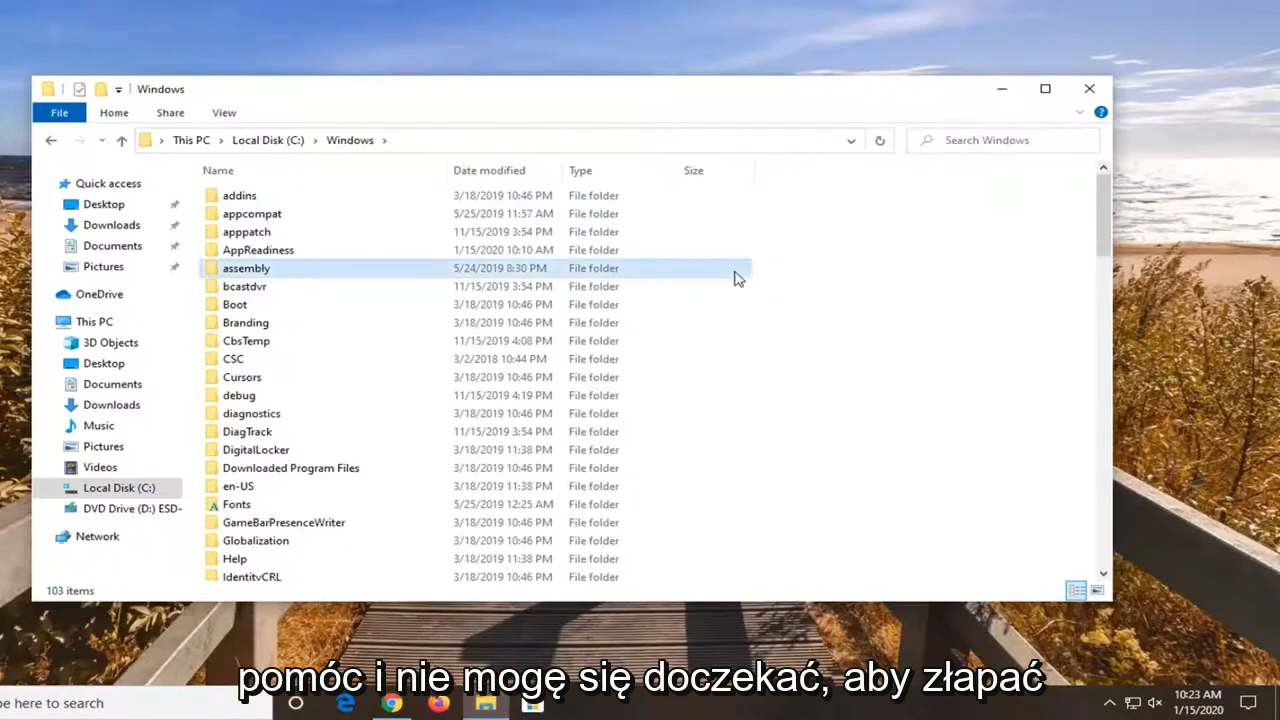 Windows
File Home Share View
This PC Local Disk (C:) Windows
Search Windows
Name Date modified Type Size
Quick access
Desktop
Downloads
Documents
Pictures
OneDrive
This PC
3D Objects
Desktop
Documents
Downloads
Music
Pictures
Videos
Local Disk (C:)
DVD Drive (D:) ESD-
Network
addins 3/18/2019 10:46 PM File folder
appcompat 5/25/2019 11:57 AM File folder
apppatch 11/15/2019 3:54 PM File folder
AppReadiness 1/15/2020 10:10 AM File folder
assembly 5/24/2019 8:30 PM File folder
bcastdvr 11/15/2019 3:54 PM File folder
Boot 3/18/2019 10:46 PM File folder
Branding 3/18/2019 10:46 PM File folder
CbsTemp 11/15/2019 4:08 PM File folder
CSC 3/2/2018 10:44 PM File folder
Cursors 3/18/2019 10:46 PM File folder
debug 11/15/2019 4:19 PM File folder
diagnostics 3/18/2019 10:46 PM File folder
DiagTrack 11/15/2019 3:54 PM File folder
DigitalLocker 3/18/2019 11:38 PM File folder
Downloaded Program Files 3/18/2019 10:46 PM File folder
en-US 3/18/2019 11:38 PM File folder
Fonts 5/25/2019 12:25 AM File folder
GameBarPresenceWriter 3/18/2019 10:46 PM File folder
Globalization 3/18/2019 10:46 PM File folder
Help 3/18/2019 11:38 PM File folder
IdentityCRL 3/18/2019 10:46 PM File folder
103 items
pomóc i nie mogę się doczekać, aby złapać
pe here to search
10:23 AM
1/15/2020